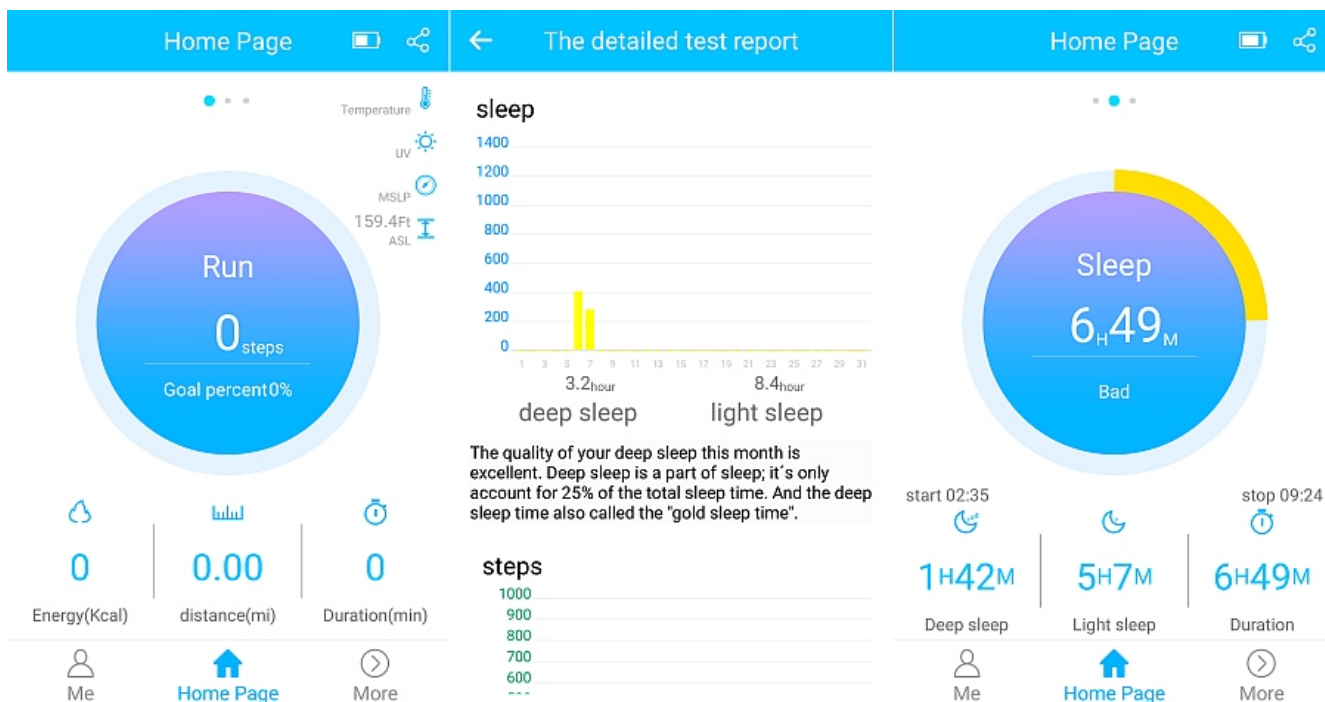 Home Page
Temperature
UV
MSLP
159.4Ft
ASL
Run
0steps
Goal percent0%
0
0.00
0
Energy(Kcal)
distance(mi)
Duration(min)
Me
Home Page
More
The detailed test report
sleep
1400
1200
1000
800
600
400
200
0
1 3 5 7 9 11 13 15 17 19 21 23 25 27 29 31
3.2hour
8.4hour
deep sleep
light sleep
The quality of your deep sleep this month is
excellent. Deep sleep is a part of sleep; it´s only
account for 25% of the total sleep time. And the deep
sleep time also called the "gold sleep time".
steps
1000
900
800
700
600
Home Page
Sleep
6H49M
Bad
start 02:35
stop 09:24
1H42M
5H7M
6H49M
Deep sleep
Light sleep
Duration
Me
Home Page
More